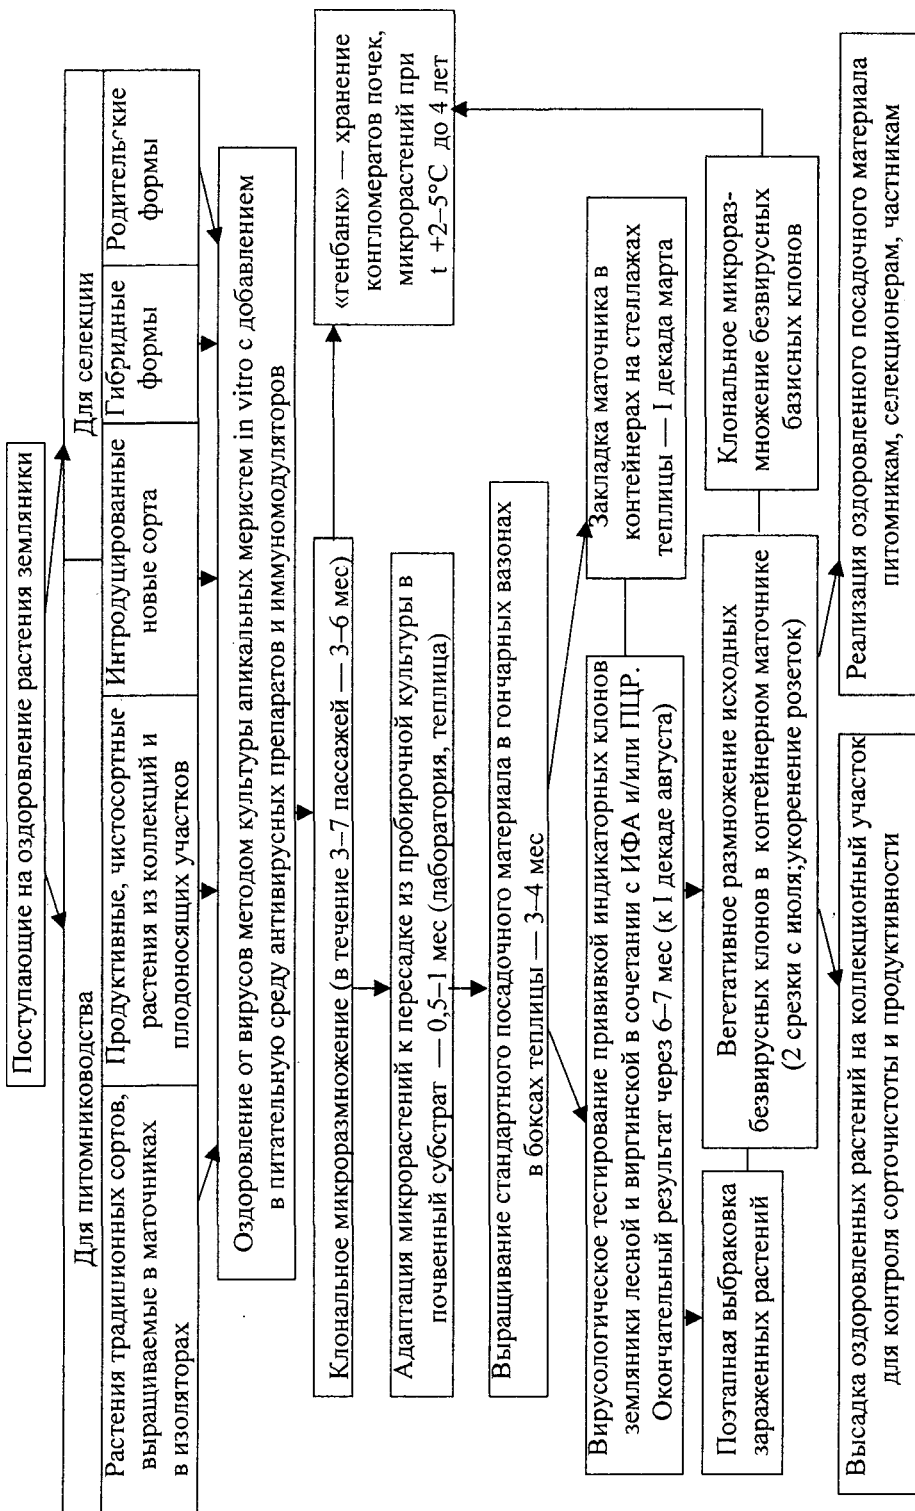 Поступающие на оздоровление растения земляники
Для питомниководства
Для селекции
Растения традиционных сортов,
выращиваемые в маточниках
в изоляторах
Продуктивные, чистосортные
растения из коллекций и
плодоносящих участков
Интродуцированные
новые сорта
Гибридные
формы
Родительские
формы
Оздоровление от вирусов методом культуры апикальных меристем in vitro с добавлением
в питательную среду антивирусных препаратов и иммуномодуляторов
Клональное микроразмножение (в течение 3–7 пассажей — 3–6 мес)
«генбанк» — хранение
конгломератов почек,
микрорастений при
t +2–5°C до 4 лет
Адаптация микрорастений к пересадке из пробирочной культуры в
почвенный субстрат — 0,5–1 мес (лаборатория, теплица)
Выращивание стандартного посадочного материала в гончарных вазонах
в боксах теплицы — 3–4 мес
Вирусологическое тестирование прививкой индикаторных клонов
земляники лесной и виргинской в сочетании с ИФА и/или ПЦР.
Окончательный результат через 6–7 мес (к I декаде августа)
Закладка маточника в
контейнерах на стеллажах
теплицы — I декада марта
Поэтапная выбраковка
зараженных растений
Вегетативное размножение исходных
безвирусных клонов в контейнерном маточнике
(2 срезки с июля;укоренение розеток)
Клональное микрораз-
множение безвирусных
базисных клонов
Высадка оздоровленных растений на коллекционный участок
для контроля сорточистоты и продуктивности
Реализация оздоровленного посадочного материала
питомникам, селекционерам, частникам